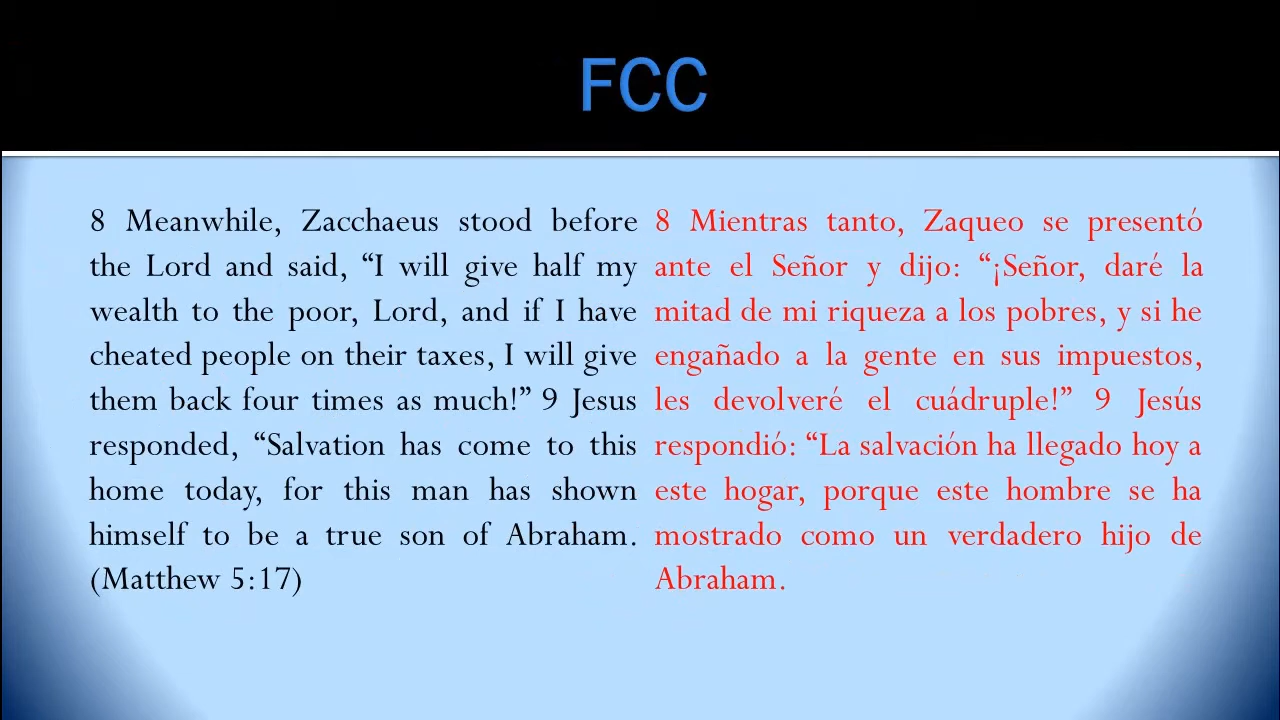 FCC
8 Meanwhile, Zacchaeus stood before
the Lord and said, “I will give half my
wealth to the poor, Lord, and if I have
cheated people on their taxes, I will give
them back four times as much!” 9 Jesus
responded, “Salvation has come to this
home today, for this man has shown
himself to be a true son of Abraham.
(Matthew 5:17)
8 Mientras tanto, Zaqueo se presentó
ante el Señor y dijo: “¡Señor, daré la
mitad de mi riqueza a los pobres, y si he
engañado a la gente en sus impuestos,
les devolveré el cuádruple!” 9 Jesús
respondió: “La salvación ha llegado hoy a
este hogar, porque este hombre se ha
mostrado como un verdadero hijo de
Abraham.